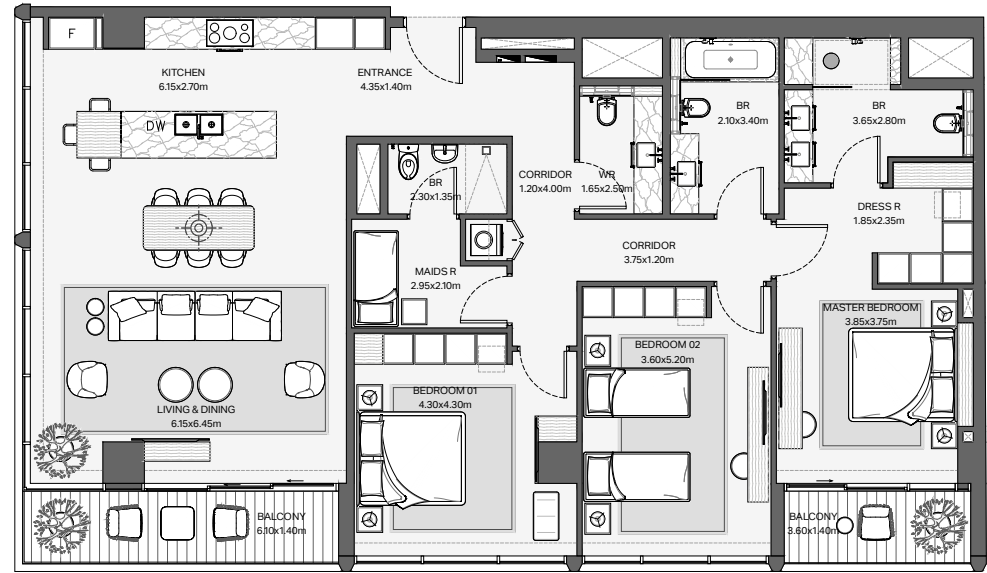 F
KITCHEN
6.15x2.70m
ENTRANCE
4.35x1.40m
DW
BR
2.10x3.40m
BR
3.65x2.80m
CORRIDOR
1.20x4.00m
WR
1.65x2.50m
BR
2.30x1.35m
DRESS R
1.85x2.35m
CORRIDOR
3.75x1.20m
MAIDS R
2.95x2.10m
MASTER BEDROOM
3.85x3.75m
BEDROOM 02
3.60x5.20m
BEDROOM 01
4.30x4.30m
LIVING & DINING
6.15x6.45m
BALCONY
6.10x1.40m
BALCONY
3.60x1.40m